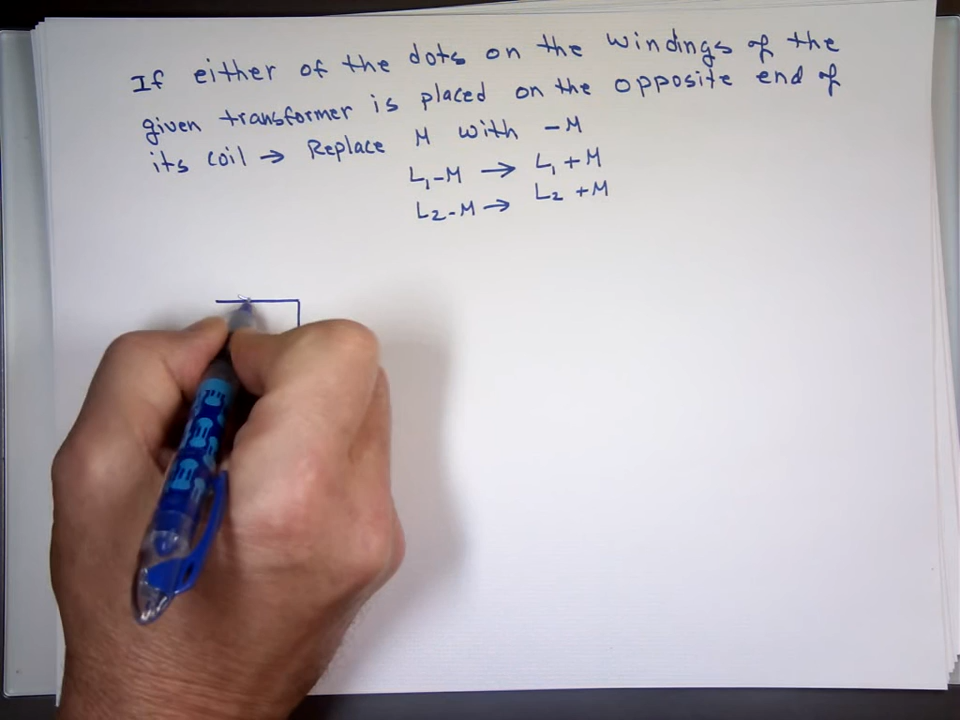 If either of the dots on the windings of the
given transformer is placed on the opposite end of
its coil → Replace M with -M
L₁-M → L₁+M
L₂-M → L₂+M